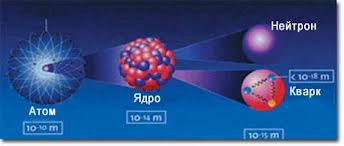 Нейтрон
< 10-18 m
Кварк
Ядро
Атом
10-14 m
10-10 m
10-15 m